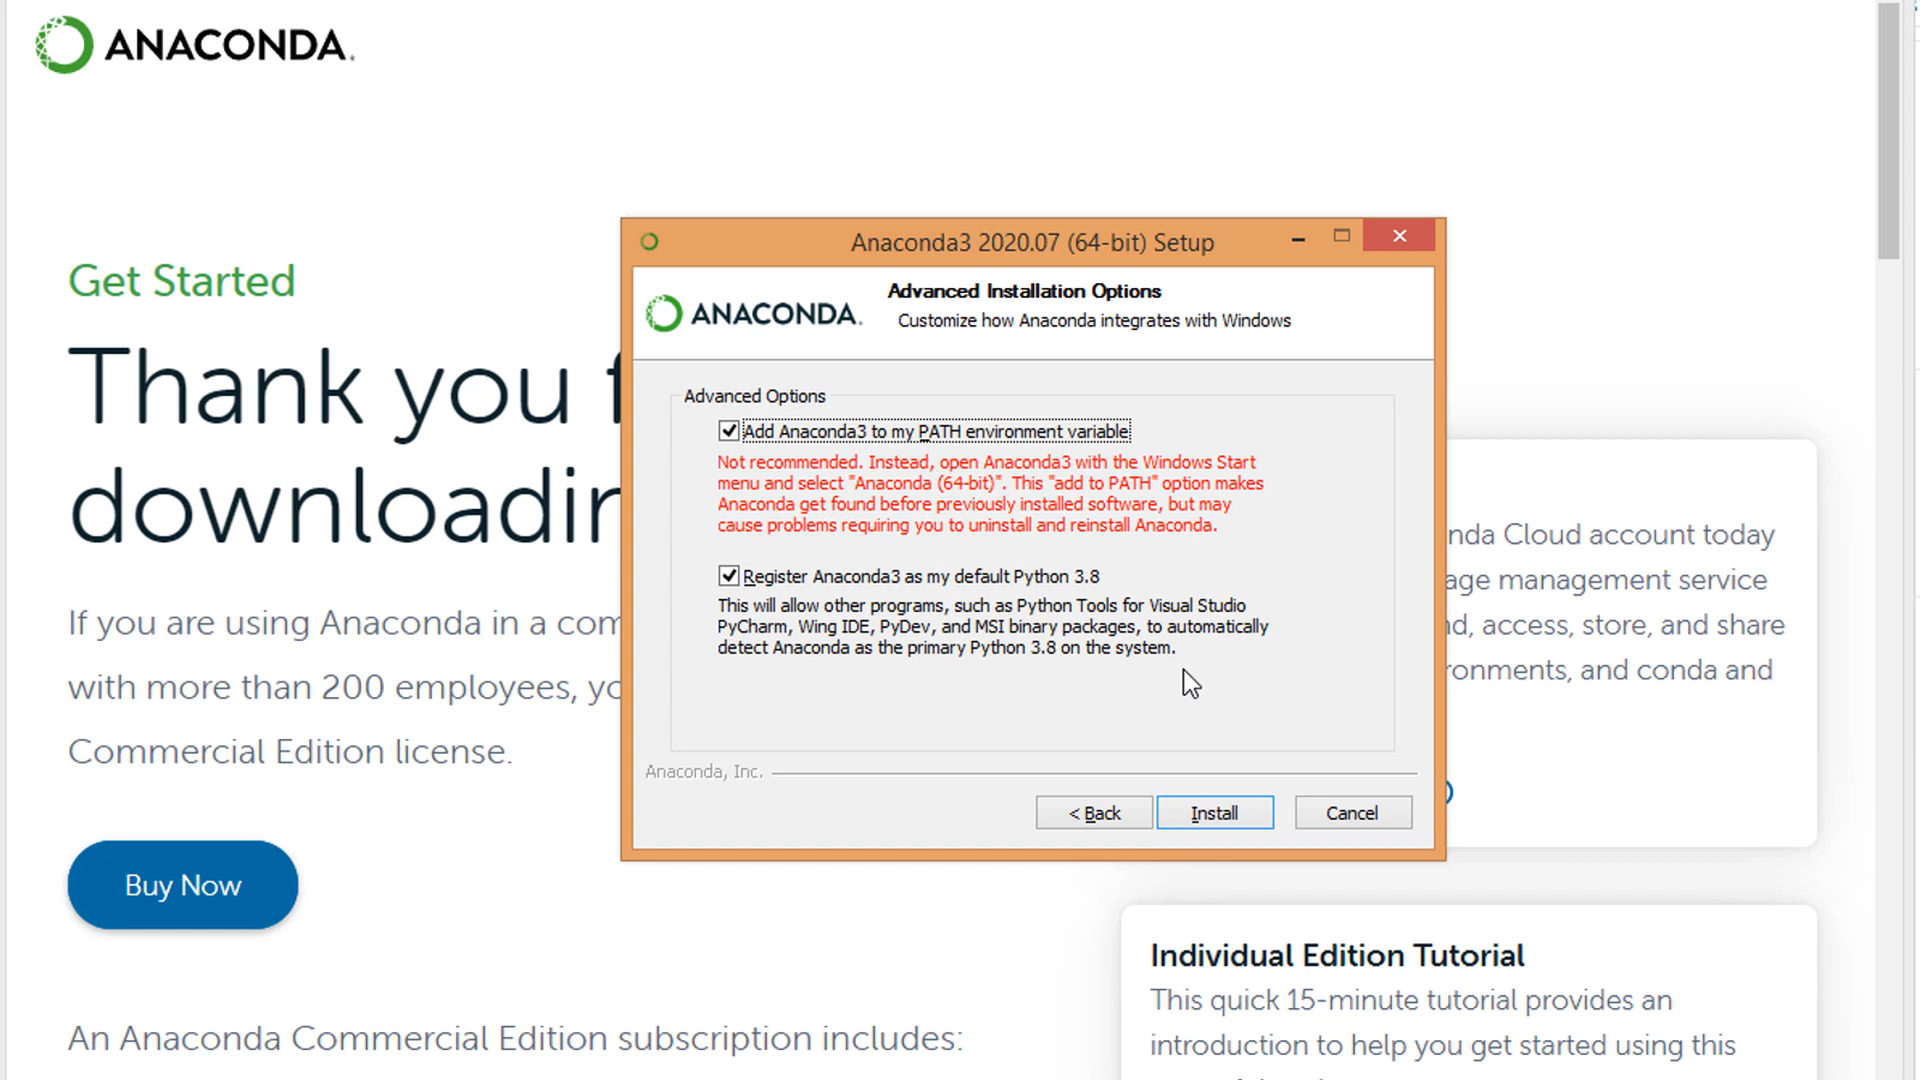 ANACONDA.
Get Started
Thank you f
downloadin
If you are using Anaconda in a com
with more than 200 employees, yo
Commercial Edition license.
Buy Now
An Anaconda Commercial Edition subscription includes:
Anaconda3 2020.07 (64-bit) Setup
ANACONDA.
Advanced Installation Options
Customize how Anaconda integrates with Windows
Advanced Options
Add Anaconda3 to my PATH environment variable
Not recommended. Instead, open Anaconda3 with the Windows Start
menu and select "Anaconda (64-bit)". This "add to PATH" option makes
Anaconda get found before previously installed software, but may
cause problems requiring you to uninstall and reinstall Anaconda.
Register Anaconda3 as my default Python 3.8
This will allow other programs, such as Python Tools for Visual Studio
PyCharm, Wing IDE, PyDev, and MSI binary packages, to automatically
detect Anaconda as the primary Python 3.8 on the system.
Anaconda, Inc.
< Back
Install
Cancel
nda Cloud account today
age management service
nd, access, store, and share
ronments, and conda and
Individual Edition Tutorial
This quick 15-minute tutorial provides an
introduction to help you get started using this